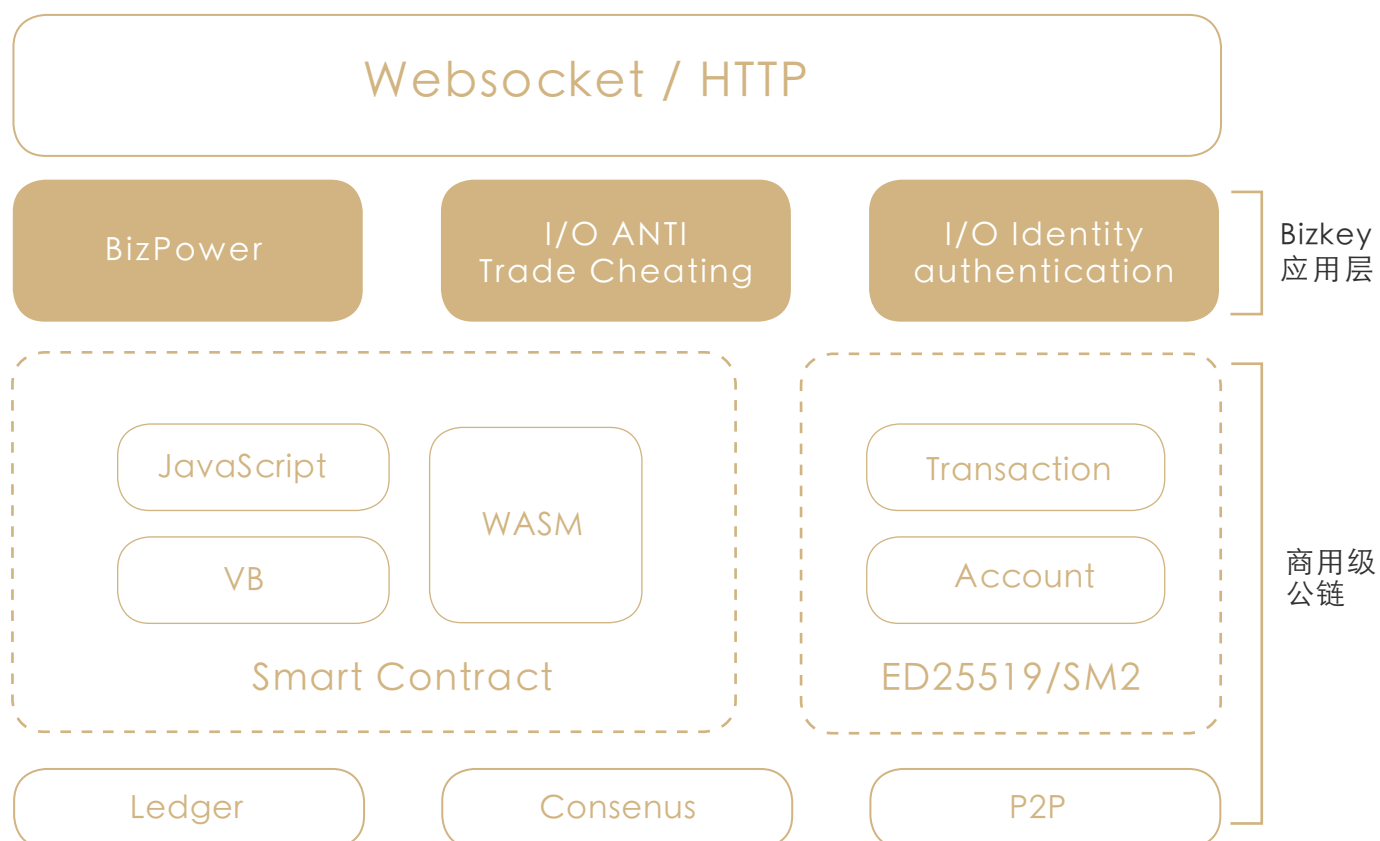 Websocket / HTTP
BizPower
I/O ANTI
Trade Cheating
I/O Identity
authentication
Bizkey
应用层
JavaScript
VB
WASM
Smart Contract
Transaction
Account
ED25519/SM2
商用级
公链
Ledger
Consenus
P2P